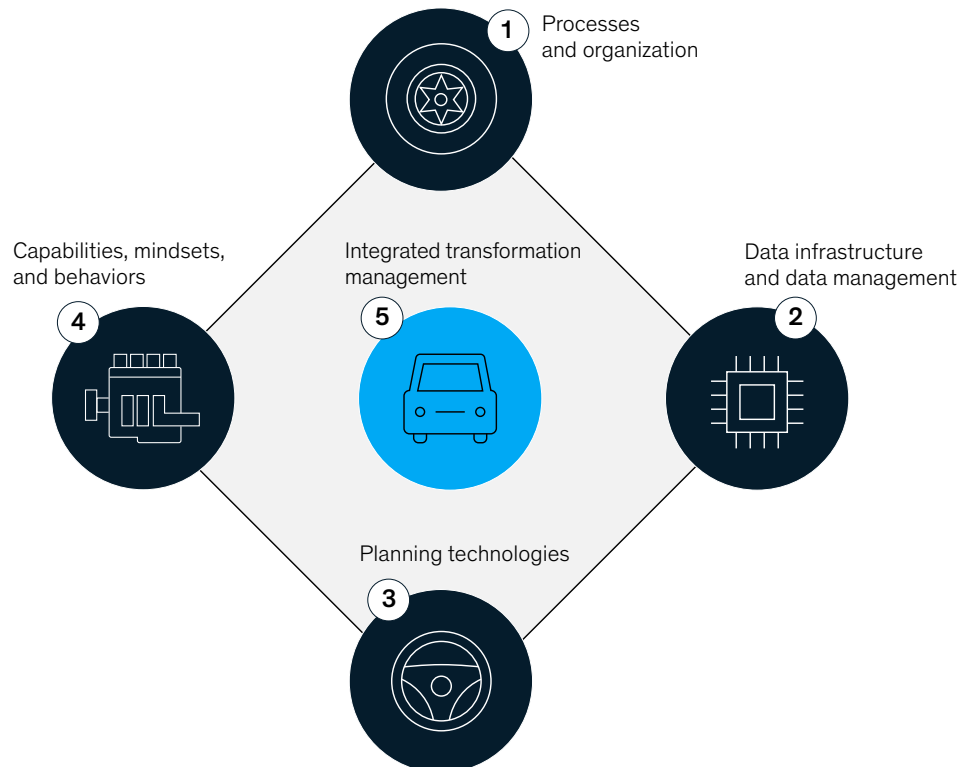 1
Processes
and organization
Capabilities, mindsets,
and behaviors
4
Integrated transformation
management
5
Data infrastructure
and data management
2
Planning technologies
3